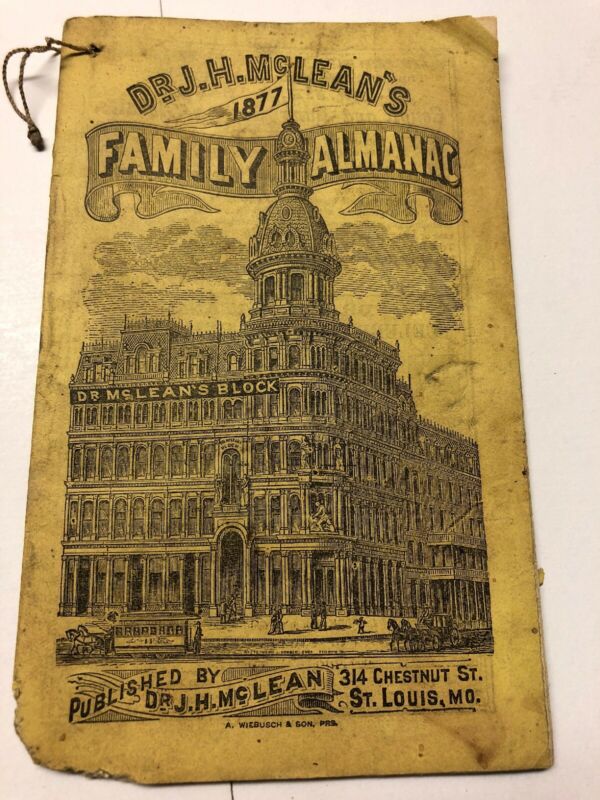 DR. J. H. McLEAN'S
1877
FAMILY ALMANAC
DR McLEAN'S BLOCK
PUBLISHED BY
DR. J. H. McLEAN
314 CHESTNUT ST.
ST. LOUIS, MO.
A. WIEBUSCH & SON, PRS.